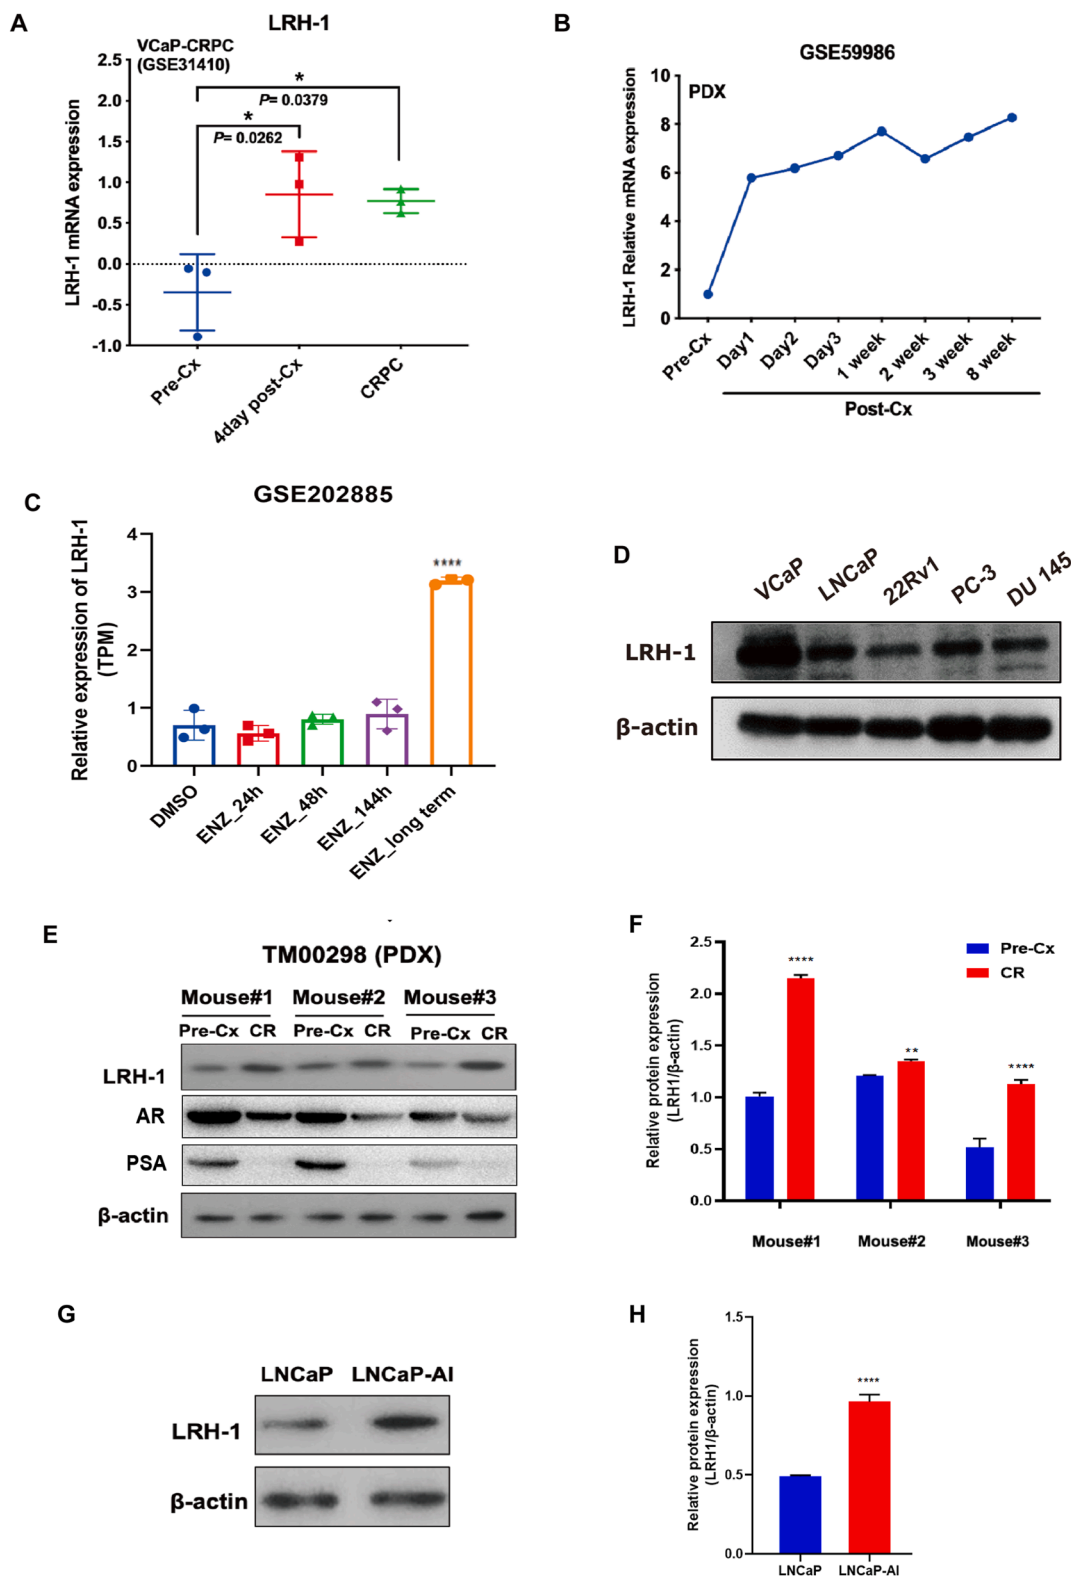 A
LRH-1
VCaP-CRPC
(GSE31410)
LRH-1 mRNA expression
2.5
2.0
1.5
1.0
0.5
0.0
-0.5
-1.0
*
P= 0.0379
*
P= 0.0262
Pre-Cx
4day post-Cx
CRPC
B
GSE59986
PDX
LRH-1 Relative mRNA expression
10
8
6
4
2
0
Pre-Cx
Day1
Day2
Day3
1 week
2 week
3 week
8 week
Post-Cx
C
GSE202885
Relative expression of LRH-1
(TPM)
4
3
2
1
0
****
DMSO
ENZ_24h
ENZ_48h
ENZ_144h
ENZ_long term
D
VCaP
LNCaP
22Rv1
PC-3
DU 145
LRH-1
β-actin
E
TM00298 (PDX)
Mouse#1 Mouse#2 Mouse#3
Pre-Cx CR Pre-Cx CR Pre-Cx CR
LRH-1
AR
PSA
β-actin
F
Relative protein expression
(LRH1/β-actin)
2.5
2.0
1.5
1.0
0.5
0.0
Pre-Cx
CR
****
**
****
Mouse#1
Mouse#2
Mouse#3
G
LNCaP LNCaP-AI
LRH-1
β-actin
H
Relative protein expression
(LRH1/β-actin)
1.5
1.0
0.5
0.0
****
LNCaP
LNCaP-AI